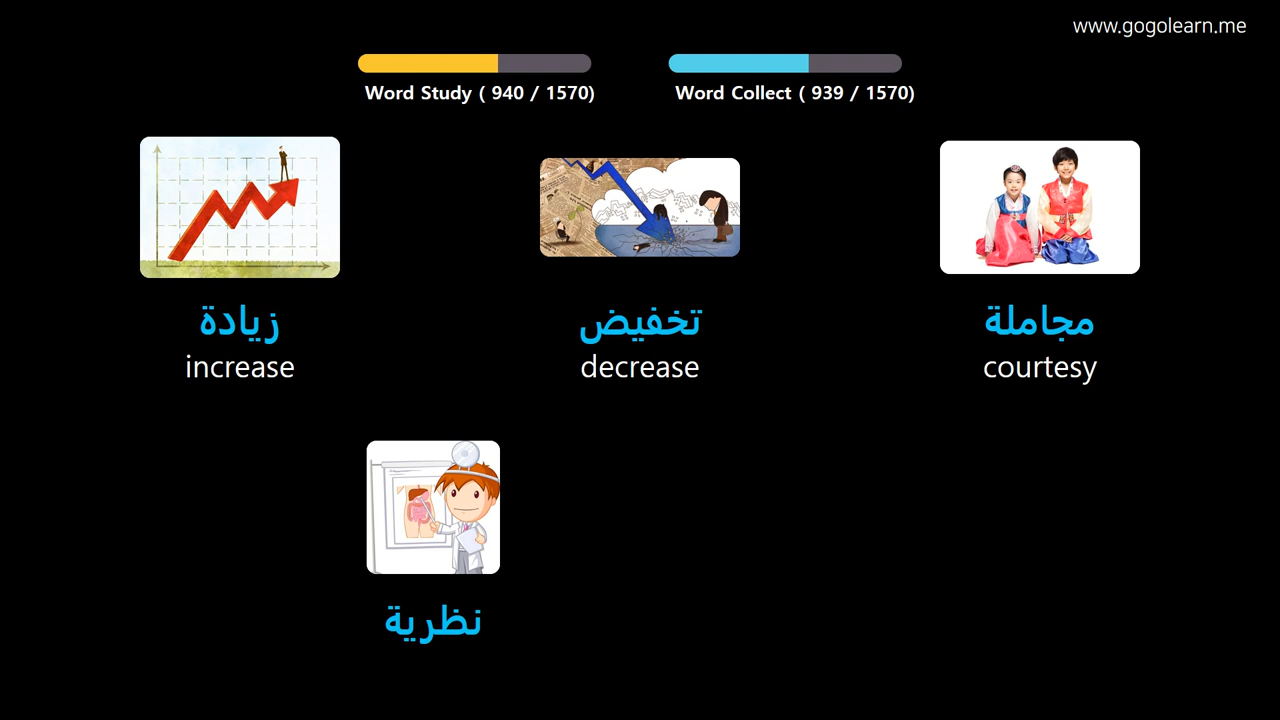 www.gogolearn.me
Word Study ( 940 / 1570)
Word Collect ( 939 / 1570)
زيادة
increase
تخفيض
decrease
مجاملة
courtesy
نظرية